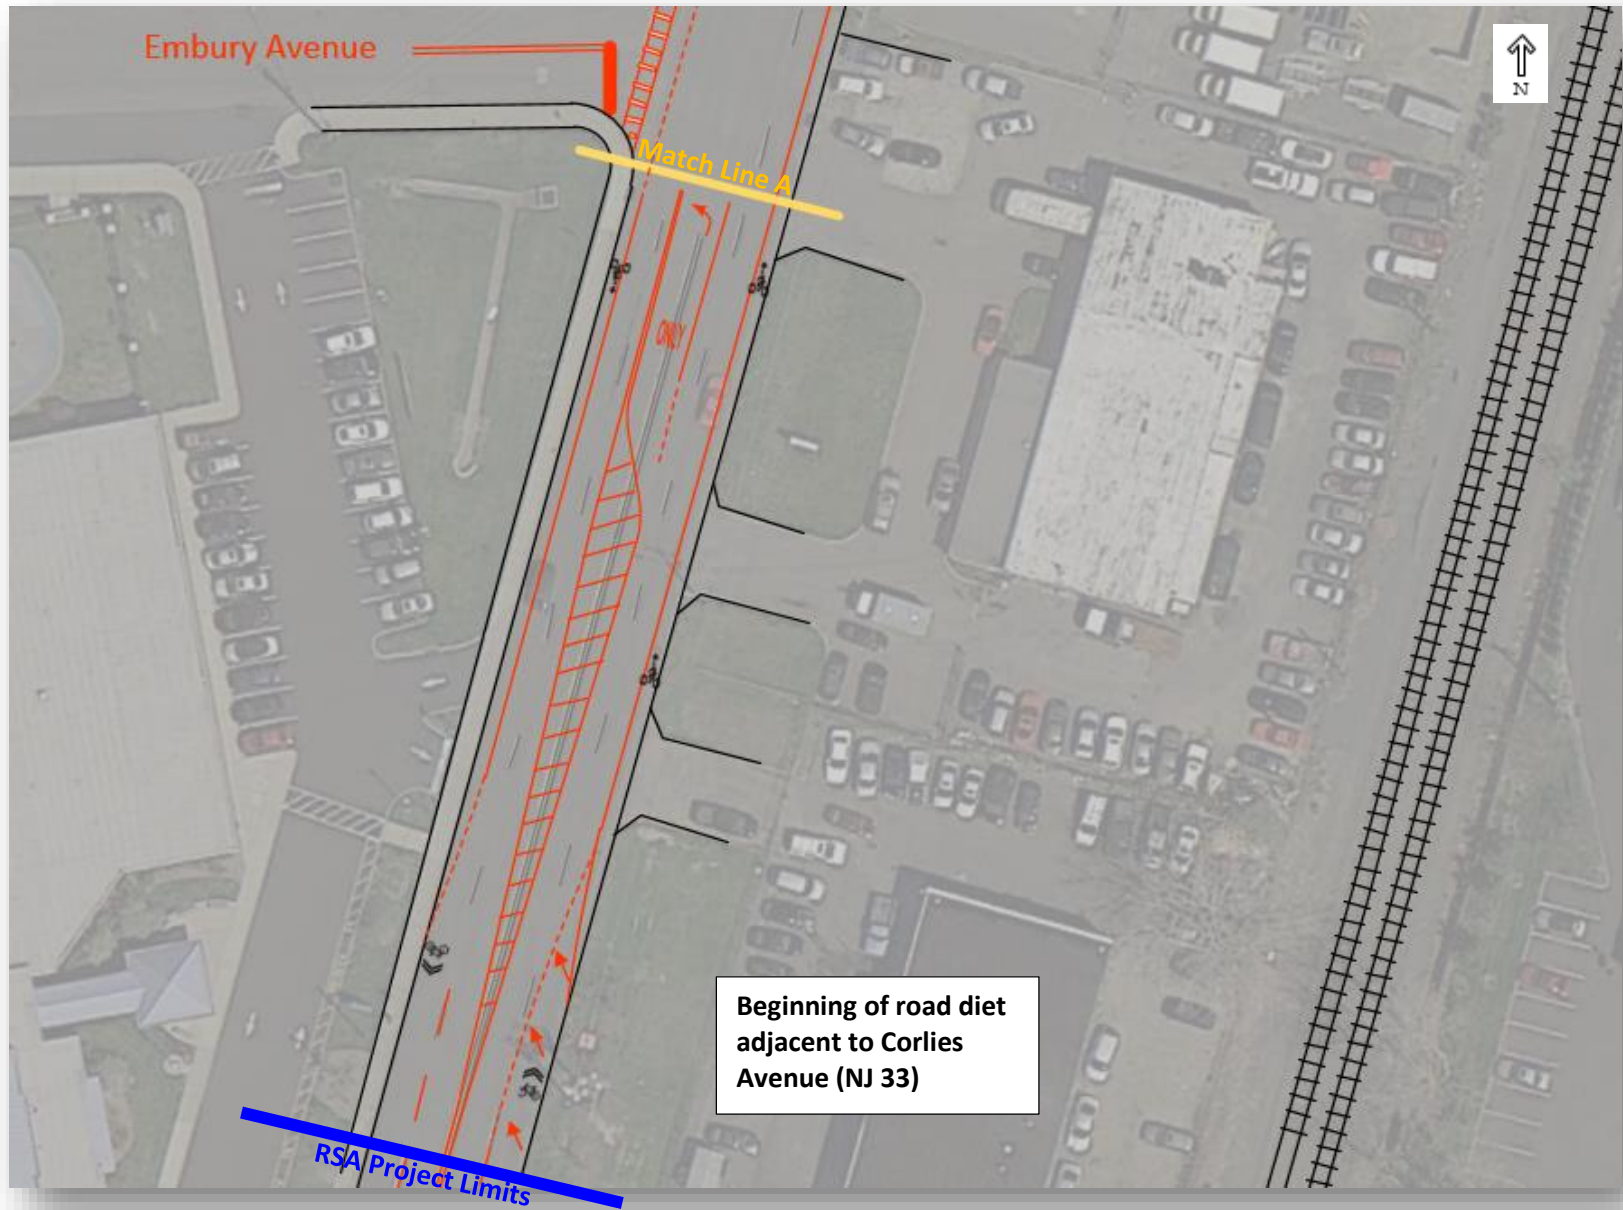 Embury Avenue
N
Match Line A
ONLY
Beginning of road diet
adjacent to Corlies
Avenue (NJ 33)
RSA Project Limits